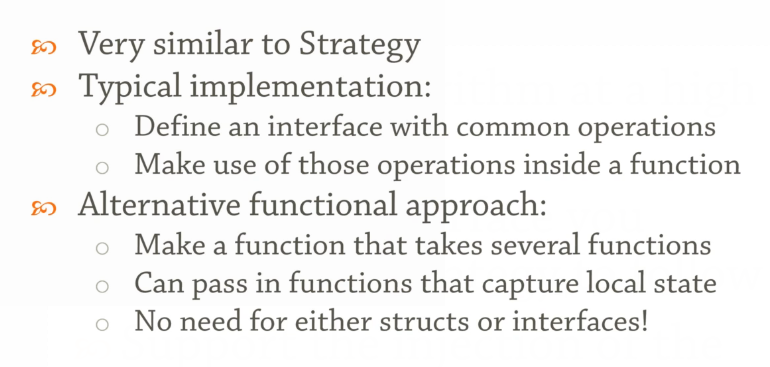 Very similar to Strategy
Typical implementation:
Define an interface with common operations
Make use of those operations inside a function
Alternative functional approach:
Make a function that takes several functions
Can pass in functions that capture local state
No need for either structs or interfaces!